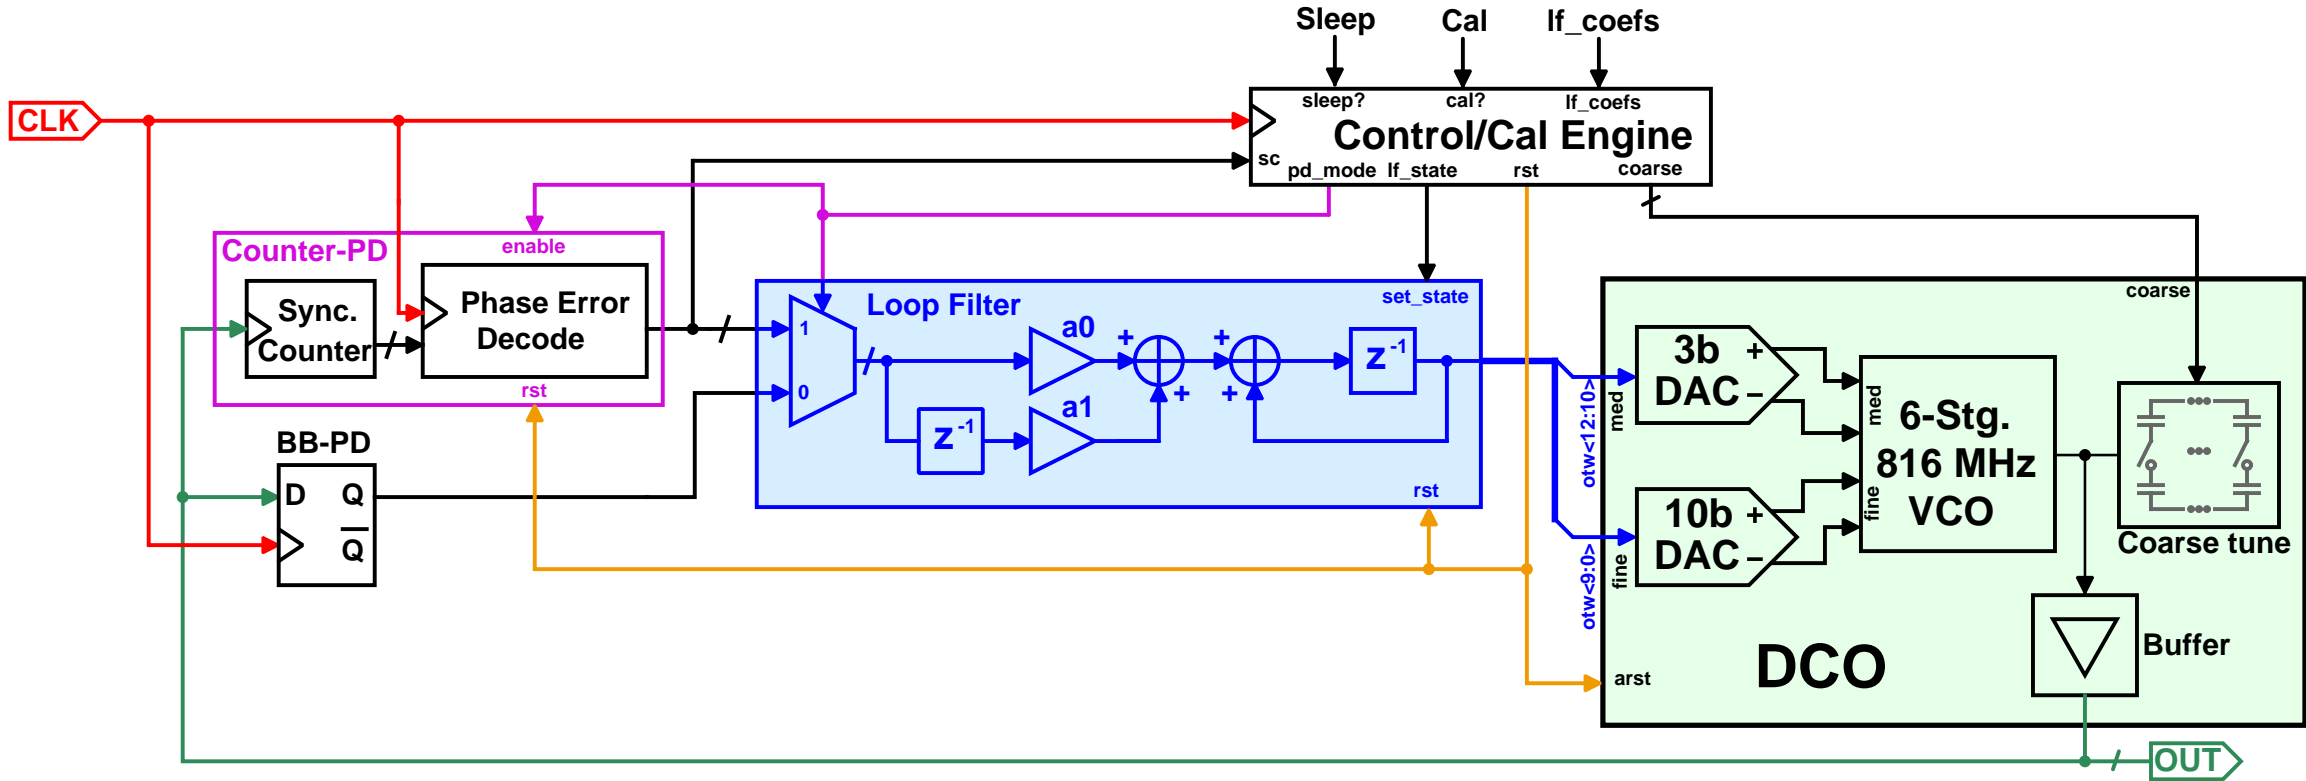 Sleep
Cal
lf_coefs
CLK
sleep?
cal?
lf_coefs
Control/Cal Engine
sc
pd_mode
lf_state
rst
coarse
Counter-PD
enable
Sync.
Counter
Phase Error
Decode
rst
BB-PD
D
Q
Q
Loop Filter
set_state
1
0
a0
a1
z-1
z-1
+
+
+
+
rst
otw<12:10>
otw<9:0>
med
fine
coarse
3b
DAC
+
–
10b
DAC
+
–
med
fine
6-Stg.
816 MHz
VCO
Coarse tune
Buffer
DCO
arst
OUT